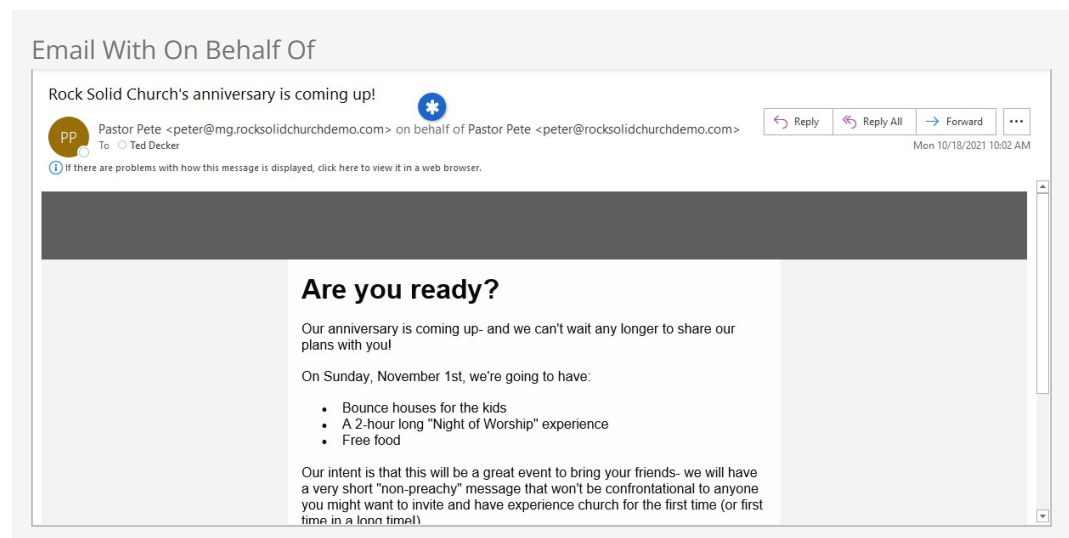 Email With On Behalf Of
Rock Solid Church's anniversary is coming up!
PP
Pastor Pete <peter@mg.rocksolidchurchdemo.com> on behalf of Pastor Pete <peter@rocksolidchurchdemo.com>
Reply
Reply All
Forward
To Ted Decker
Mon 10/18/2021 10:02 AM
If there are problems with how this message is displayed, click here to view it in a web browser.
Are you ready?
Our anniversary is coming up- and we can't wait any longer to share our
plans with you!
On Sunday, November 1st, we're going to have:
• Bounce houses for the kids
• A 2-hour long "Night of Worship" experience
• Free food
Our intent is that this will be a great event to bring your friends- we will have
a very short "non-preachy" message that won't be confrontational to anyone
you might want to invite and have experience church for the first time (or first
time in a long time!)